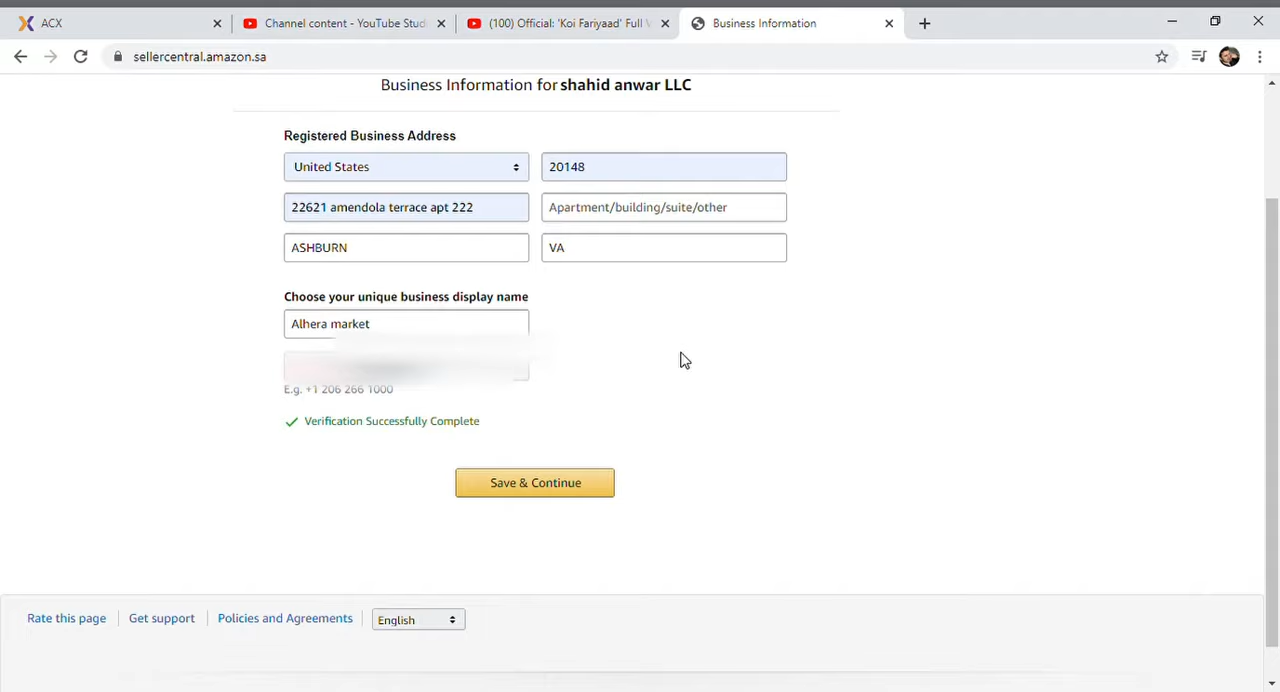 ACX
Channel content - YouTube Stud
(100) Official: 'Koi Fariyaad' Full V
Business Information
sellercentral.amazon.sa
Business Information for shahid anwar LLC
Registered Business Address
United States
20148
22621 amendola terrace apt 222
Apartment/building/suite/other
ASHBURN
VA
Choose your unique business display name
Alhera market
E.g. +1 206 266 1000
Verification Successfully Complete
Save & Continue
Rate this page
Get support
Policies and Agreements
English